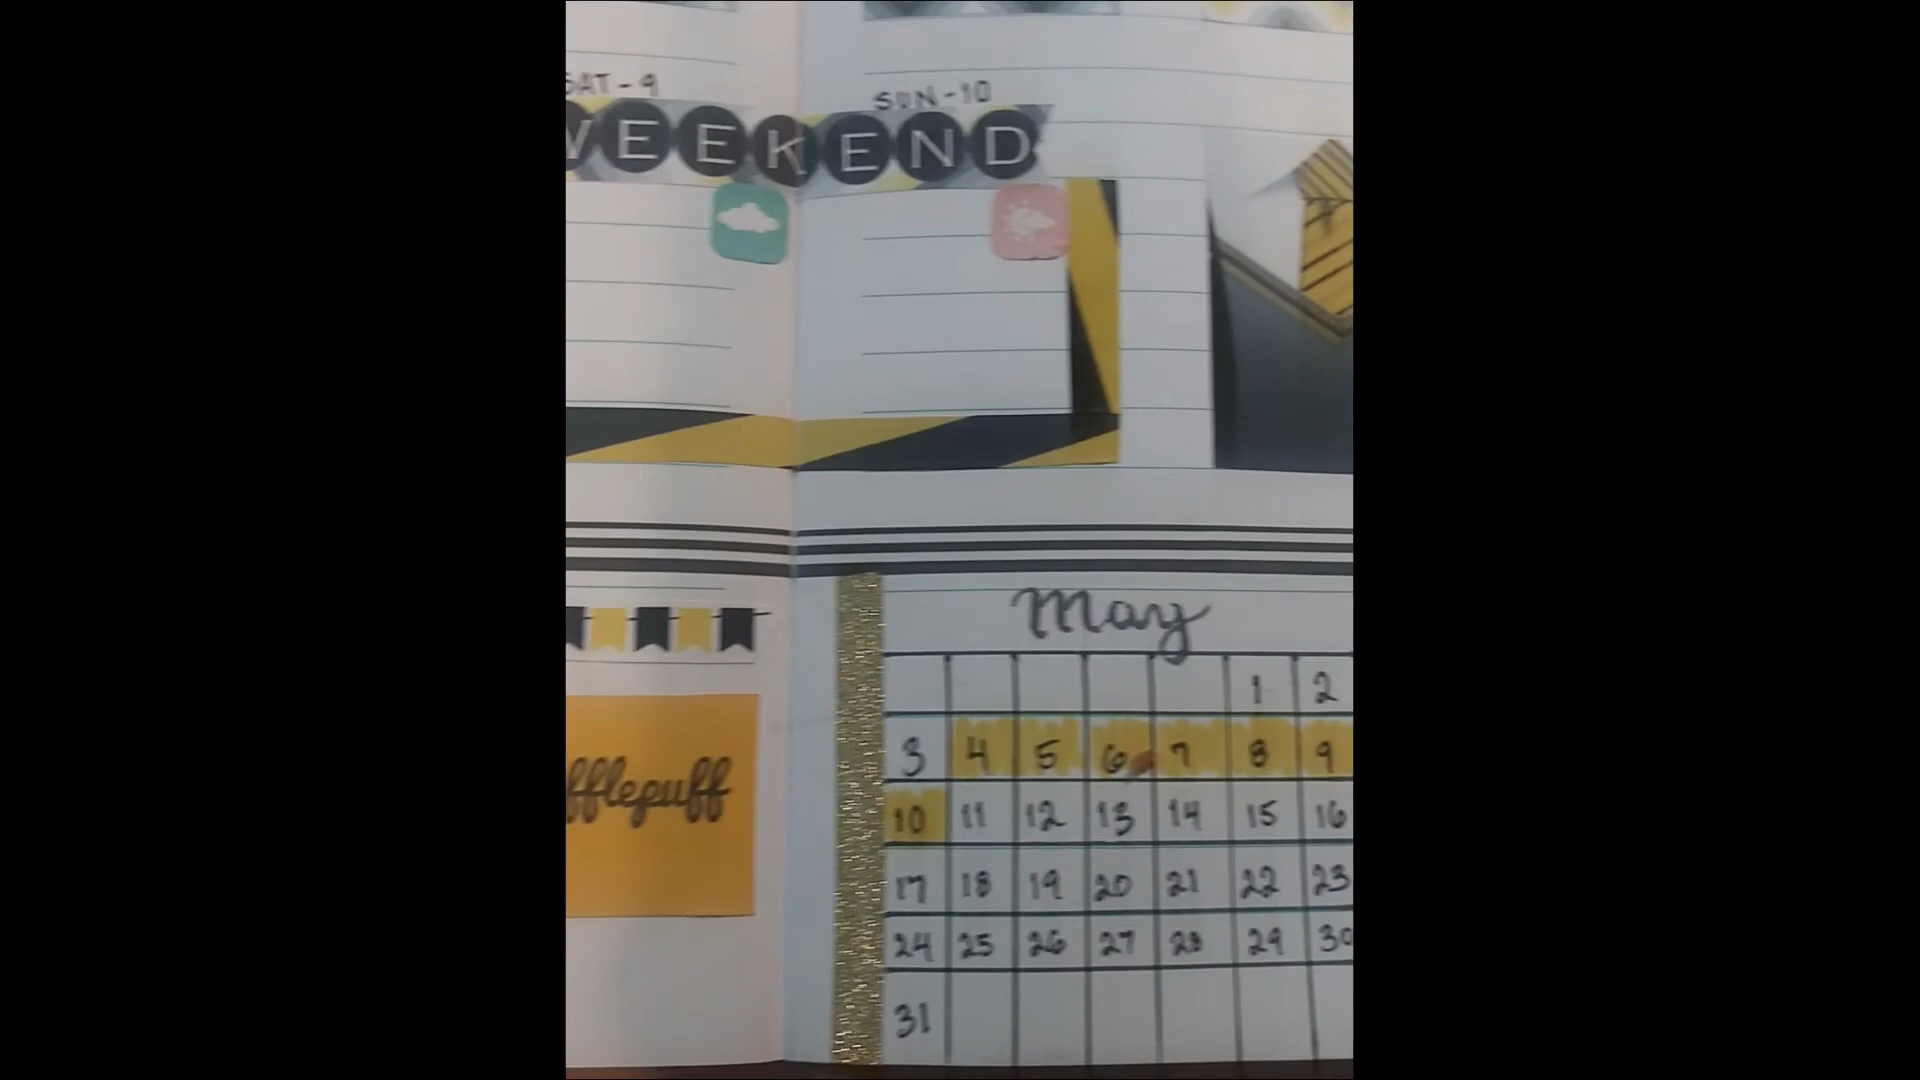 SAT-9
SUN-10
WEEKEND
May
1 2
3 4 5 6 7 8 9
fflepuff
10 11 12 13 14 15 16
17 18 19 20 21 22 23
24 25 26 27 28 29 30
31